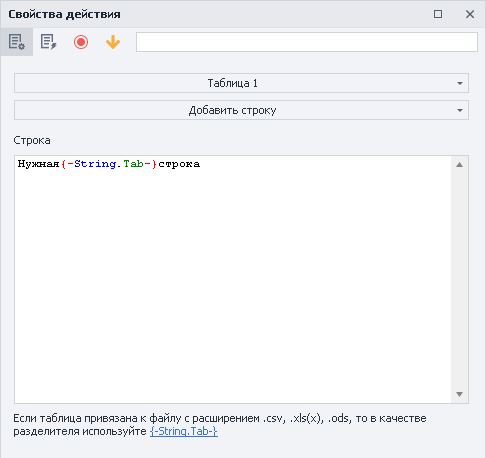 Свойства действия
Таблица 1
Добавить строку
Строка
Нужная{-String.Tab-}строка
Если таблица привязана к файлу с расширением .csv, .xls(x), .ods, то в качестве
разделителя используйте {-String.Tab-}